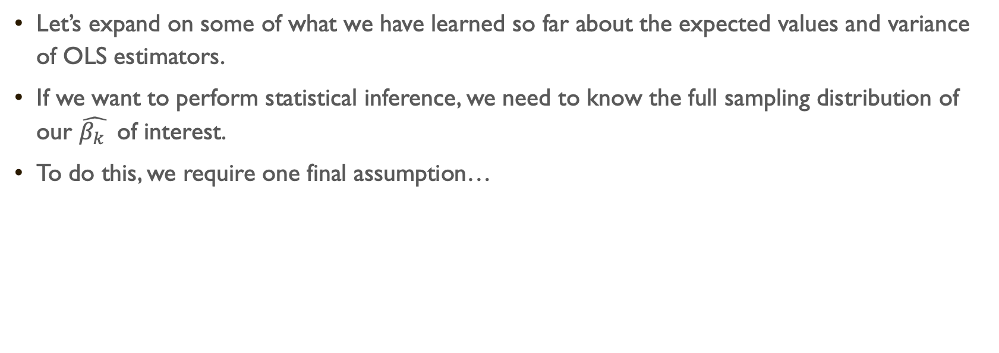 • Let’s expand on some of what we have learned so far about the expected values and variance
of OLS estimators.
• If we want to perform statistical inference, we need to know the full sampling distribution of
our $\widehat{\beta_k}$ of interest.
• To do this, we require one final assumption…